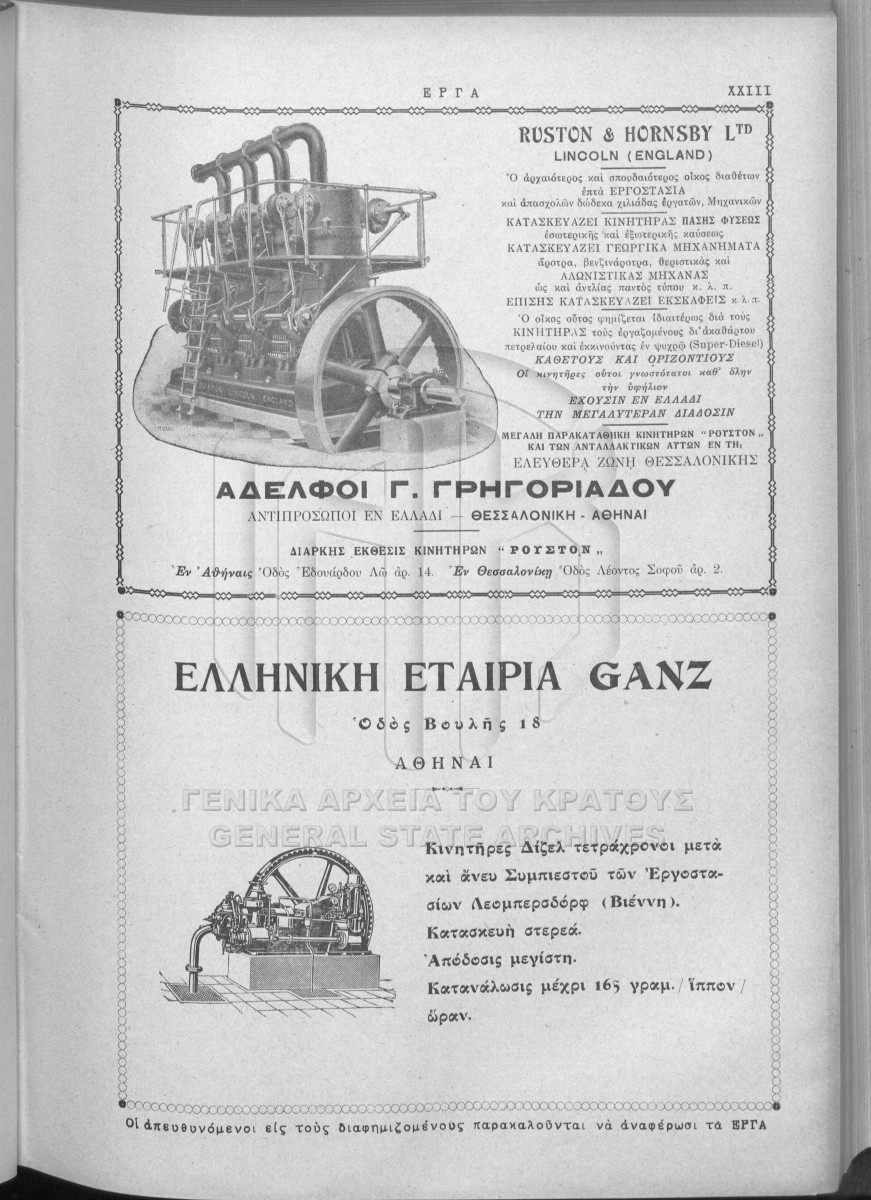 ΕΡΓΑ
XXIII
RUSTON & HORNSBY LTD
LINCOLN (ENGLAND)
Ὁ ἀρχαιότερος καὶ σπουδαιότερος οἶκος διαθέτων
ἑπτὰ ΕΡΓΟΣΤΑΣΙΑ
καὶ ἀπασχολῶν δώδεκα χιλιάδας ἐργατῶν, Μηχανικῶν
ΚΑΤΑΣΚΕΥΑΖΕΙ ΚΙΝΗΤΗΡΑΣ ΠΑΣΗΣ ΦΥΣΕΩΣ
ἐσωτερικῆς καὶ ἐξωτερικῆς καύσεως
ΚΑΤΑΣΚΕΥΑΖΕΙ ΓΕΩΡΓΙΚΑ ΜΗΧΑΝΗΜΑΤΑ
ἄροτρα, βενζινάροτρα, θεριστικὰς καὶ
ΑΛΩΝΙΣΤΙΚΑΣ ΜΗΧΑΝΑΣ
ὡς καὶ ἀντλίας παντὸς τύπου κ. λ. π.
ΕΠΙΣΗΣ ΚΑΤΑΣΚΕΥΑΖΕΙ ΕΚΣΚΑΦΕΙΣ κ. λ. π.
Ὁ οἶκος οὗτος φημίζεται ἰδιαιτέρως διὰ τοὺς
ΚΙΝΗΤΗΡΑΣ τοὺς ἐργαζομένους δι' ἀκαθάρτου
πετρελαίου καὶ ἐκκινοῦντας ἐν ψυχρῷ (Super-Diesel)
ΚΑΘΕΤΟΥΣ ΚΑΙ ΟΡΙΖΟΝΤΙΟΥΣ
Οἱ κινητῆρες οὗτοι γνωστότατοι καθ' ὅλην
τὴν ὑφήλιον
ΕΧΟΥΣΙΝ ΕΝ ΕΛΛΑΔΙ
ΤΗΝ ΜΕΓΑΛΥΤΕΡΑΝ ΔΙΑΔΟΣΙΝ
ΜΕΓΑΛΗ ΠΑΡΑΚΑΤΑΘΗΚΗ ΚΙΝΗΤΗΡΩΝ "ΡΟΥΣΤΟΝ„
ΚΑΙ ΤΩΝ ΑΝΤΑΛΛΑΚΤΙΚΩΝ ΑΥΤΩΝ ΕΝ ΤΗι
ΕΛΕΥΘΕΡᾼ ΖΩΝΗ ΘΕΣΣΑΛΟΝΙΚΗΣ
RUSTON LINCOLN ENGLAND
ΑΔΕΛΦΟΙ Γ. ΓΡΗΓΟΡΙΑΔΟΥ
ΑΝΤΙΠΡΟΣΩΠΟΙ ΕΝ ΕΛΛΑΔΙ — ΘΕΣΣΑΛΟΝΙΚΗ - ΑΘΗΝΑΙ
ΔΙΑΡΚΗΣ ΕΚΘΕΣΙΣ ΚΙΝΗΤΗΡΩΝ "ΡΟΥΣΤΟΝ„
Ἐν Ἀθήναις Ὁδὸς Ἐδουάρδου Λῶ ἀρ. 14. Ἐν Θεσσαλονίκῃ Ὁδὸς Λέοντος Σοφοῦ ἀρ. 2.
ΕΛΛΗΝΙΚΗ ΕΤΑΙΡΙΑ GANZ
Ὁδὸς Βουλῆς 18
ΑΘΗΝΑΙ
ΓΕΝΙΚΑ ΑΡΧΕΙΑ ΤΟΥ ΚΡΑΤΟΥΣ
GENERAL STATE ARCHIVES
Κινητῆρες Δίζελ τετράχρονοι μετὰ
καὶ ἄνευ Συμπιεστοῦ τῶν Ἐργοστα-
σίων Λεομπερσδόρφ (Βιέννη).
Κατασκευὴ στερεά.
Ἀπόδοσις μεγίστη.
Κατανάλωσις μέχρι 165 γραμ./ἵππον/
ὥραν.
Οἱ ἀπευθυνόμενοι εἰς τοὺς διαφημιζομένους παρακαλοῦνται νὰ ἀναφέρωσι τὰ ΕΡΓΑ